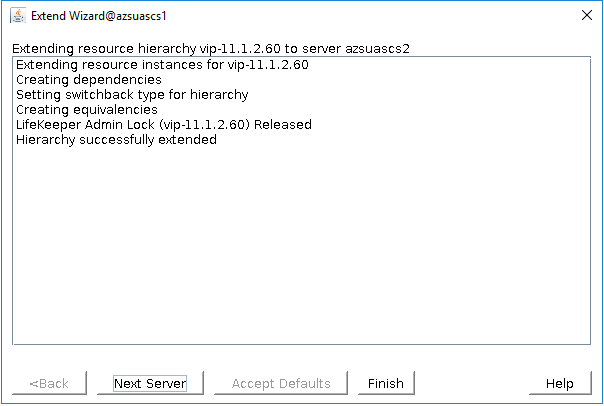 Extend Wizard@azsuascs1
Extending resource hierarchy vip-11.1.2.60 to server azsuascs2
Extending resource instances for vip-11.1.2.60
Creating dependencies
Setting switchback type for hierarchy
Creating equivalencies
LifeKeeper Admin Lock (vip-11.1.2.60) Released
Hierarchy successfully extended
<Back Next Server Accept Defaults Finish Help